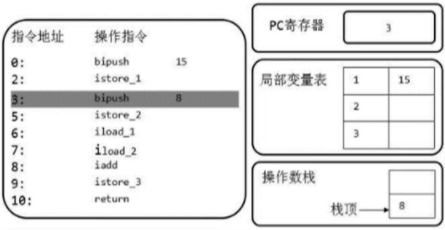 指令地址 操作指令
0: bipush 15
2: istore_1
3: bipush 8
5: istore_2
6: iload_1
7: iload_2
8: iadd
9: istore_3
10: return
PC寄存器 3
局部变量表 1 15
2
3
操作数栈
栈顶 8